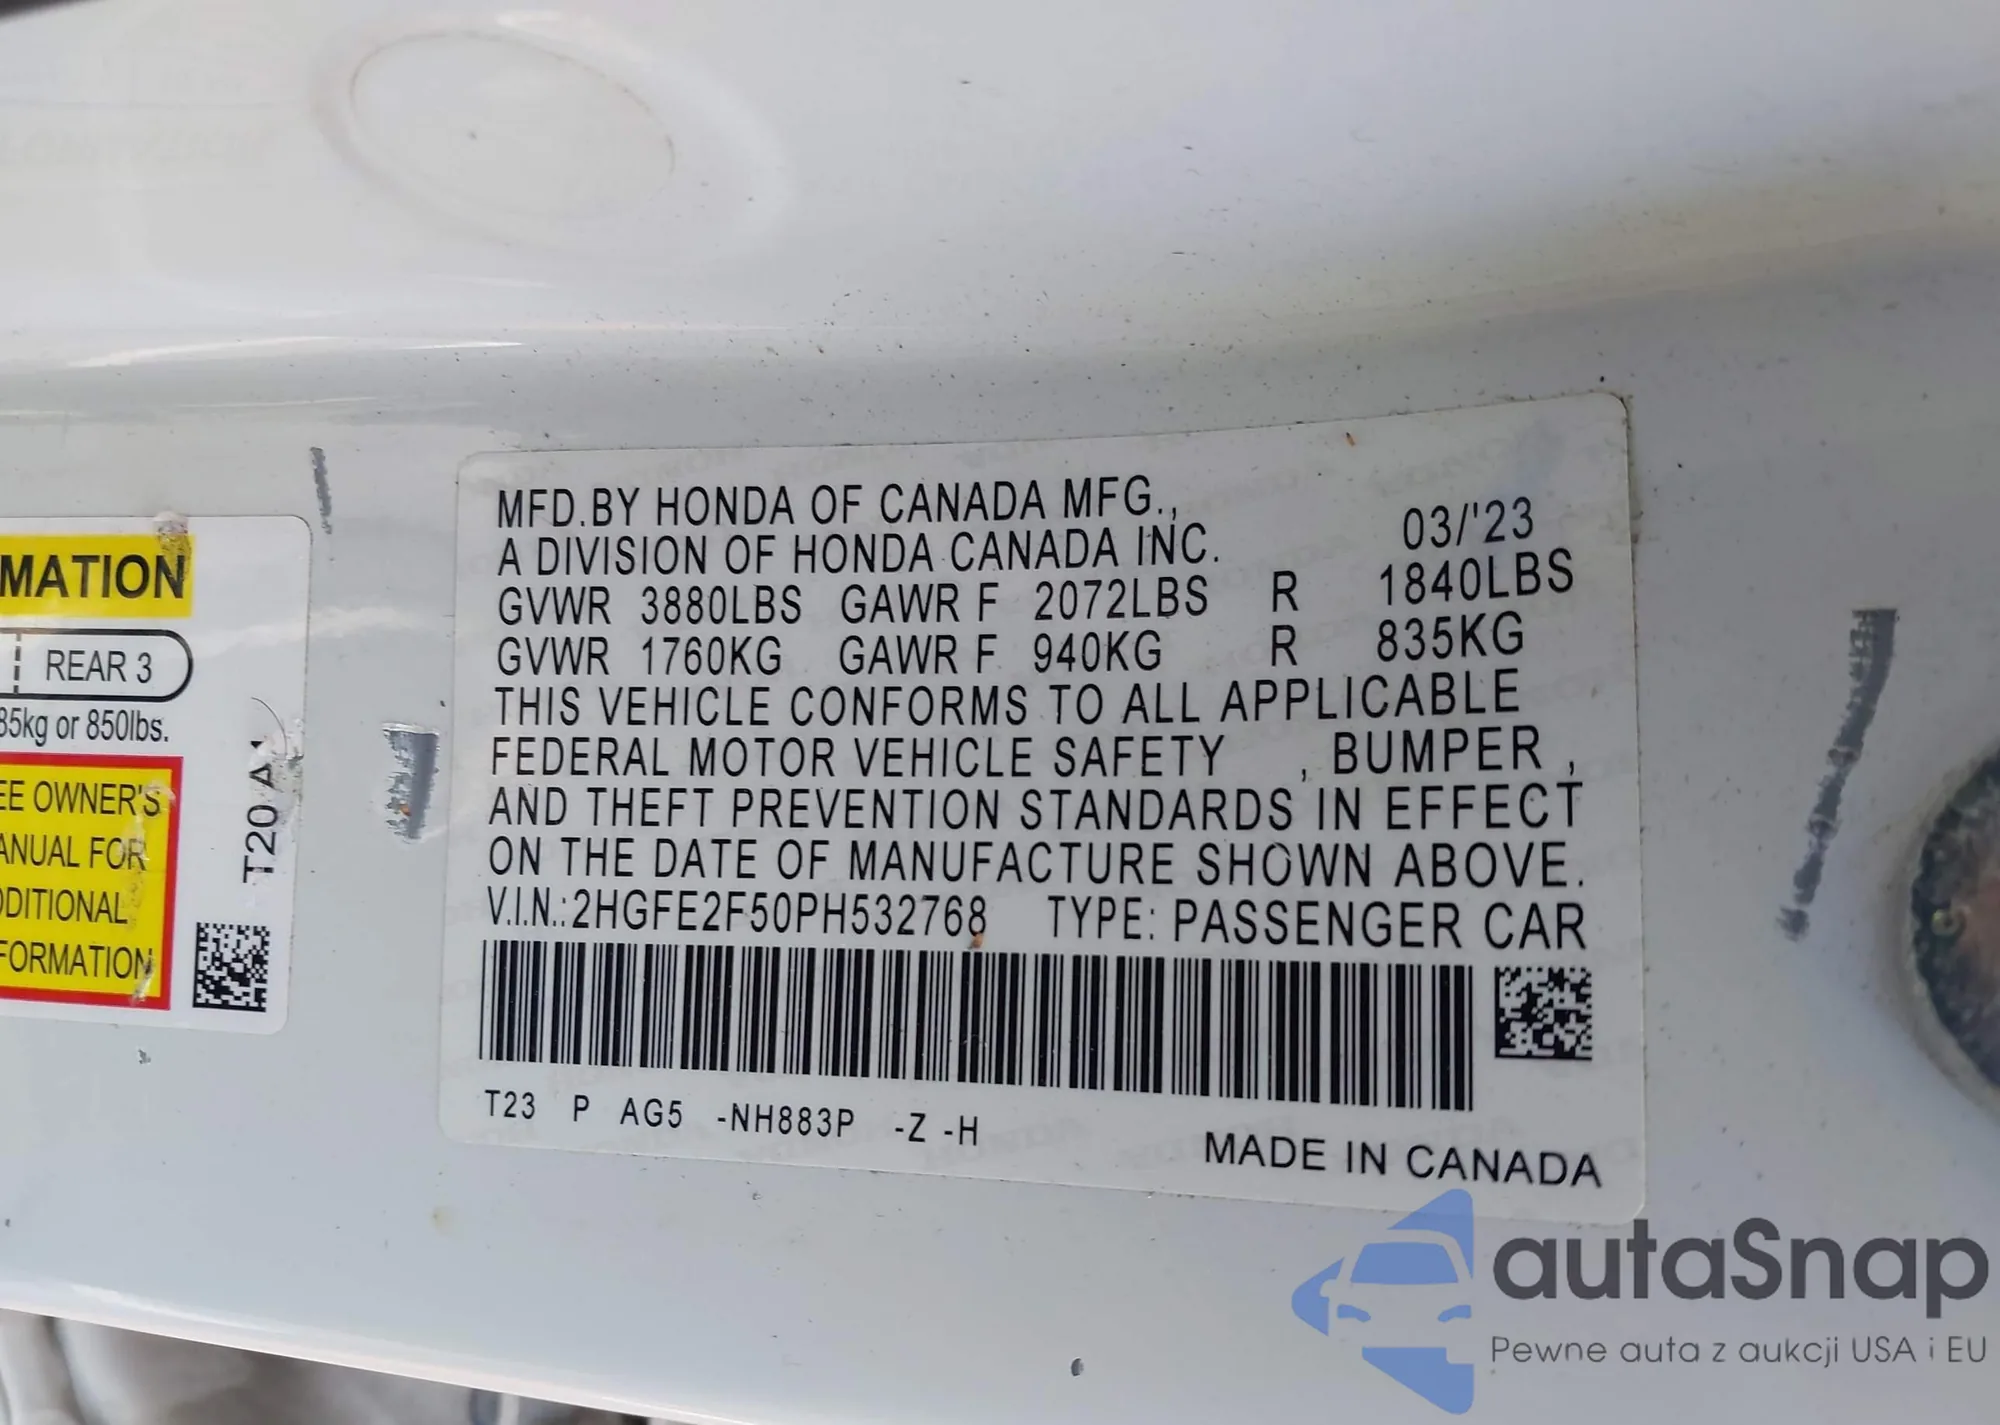 MATION
REAR 3
85kg or 850lbs.
EE OWNER'S
ANUAL FOR
DDITIONAL
FORMATION
T20 A
MFD.BY HONDA OF CANADA MFG.,
A DIVISION OF HONDA CANADA INC. 03/'23
GVWR 3880LBS GAWR F 2072LBS R 1840LBS
GVWR 1760KG GAWR F 940KG R 835KG
THIS VEHICLE CONFORMS TO ALL APPLICABLE
FEDERAL MOTOR VEHICLE SAFETY , BUMPER ,
AND THEFT PREVENTION STANDARDS IN EFFECT
ON THE DATE OF MANUFACTURE SHOWN ABOVE.
V.I.N.:2HGFE2F50PH532768 TYPE: PASSENGER CAR
T23 P AG5 -NH883P -Z -H
MADE IN CANADA
autaSnap
Pewne auta z aukcji USA i EU